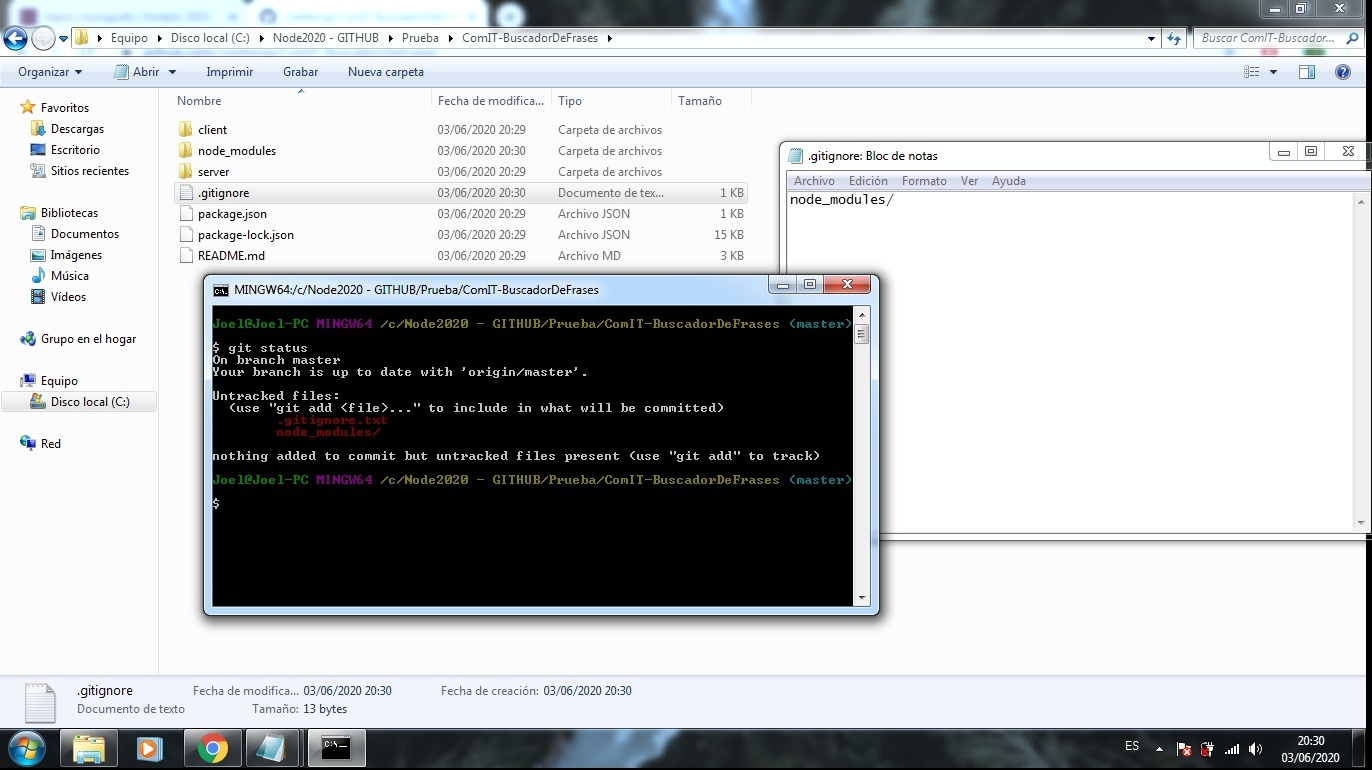 Equipo Disco local (C:) Node2020 - GITHUB Prueba ComIT-BuscadorDeFrases
Buscar ComIT-Buscador...
Organizar Abrir Imprimir Grabar Nueva carpeta
Favoritos
Descargas
Escritorio
Sitios recientes
Bibliotecas
Documentos
Imágenes
Música
Vídeos
Grupo en el hogar
Equipo
Disco local (C:)
Red
Nombre Fecha de modifica... Tipo Tamaño
client 03/06/2020 20:29 Carpeta de archivos
node_modules 03/06/2020 20:30 Carpeta de archivos
server 03/06/2020 20:29 Carpeta de archivos
.gitignore 03/06/2020 20:30 Documento de tex... 1 KB
package.json 03/06/2020 20:29 Archivo JSON 1 KB
package-lock.json 03/06/2020 20:29 Archivo JSON 15 KB
README.md 03/06/2020 20:29 Archivo MD 3 KB
.gitignore: Bloc de notas
Archivo Edición Formato Ver Ayuda
node_modules/
MINGW64:/c/Node2020 - GITHUB/Prueba/ComIT-BuscadorDeFrases
Joel@Joel-PC MINGW64 /c/Node2020 - GITHUB/Prueba/ComIT-BuscadorDeFrases (master)
$ git status
On branch master
Your branch is up to date with 'origin/master'.
Untracked files:
(use "git add <file>..." to include in what will be committed)
.gitignore.txt
node_modules/
nothing added to commit but untracked files present (use "git add" to track)
Joel@Joel-PC MINGW64 /c/Node2020 - GITHUB/Prueba/ComIT-BuscadorDeFrases (master)
$
.gitignore Fecha de modifica... 03/06/2020 20:30 Fecha de creación: 03/06/2020 20:30
Documento de texto Tamaño: 13 bytes
ES
20:30
03/06/2020